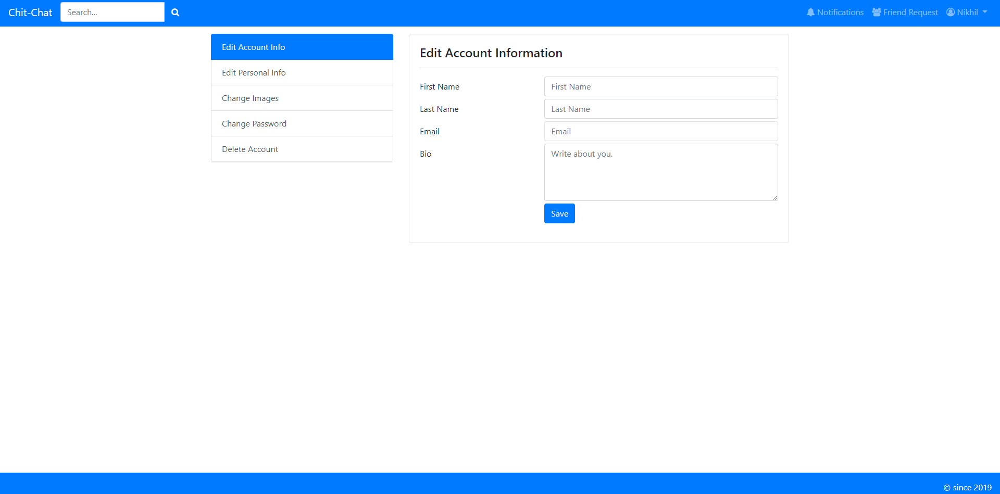 Chit-Chat Search... Notifications Friend Request Nikhil
Edit Account Info
Edit Personal Info
Change Images
Change Password
Delete Account
Edit Account Information
First Name First Name
Last Name Last Name
Email Email
Bio Write about you.
Save
© since 2019